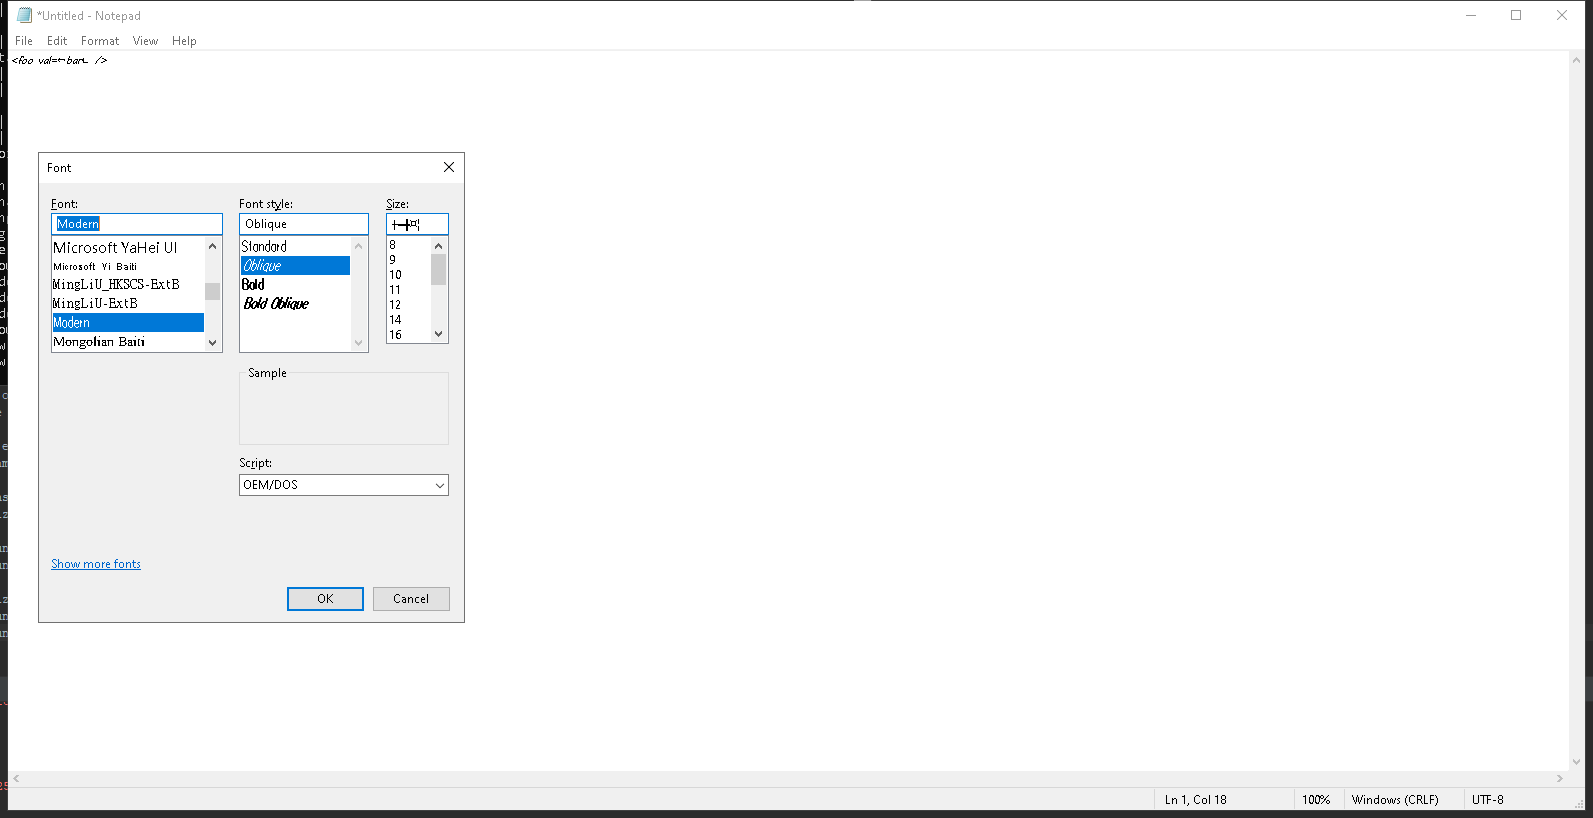 *Untitled - Notepad
File Edit Format View Help
<foo val=←bar← />
Font
Font: Font style: Size:
Modern Oblique
Microsoft YaHei UI Standard 8
Microsoft Yi Baiti Oblique 9
MingLiU_HKSCS-ExtB Bold 10
MingLiU-ExtB Bold Oblique 11
Modern 12
Mongolian Baiti 14
16
Sample
Script:
OEM/DOS
Show more fonts
OK Cancel
Ln 1, Col 18 100% Windows (CRLF) UTF-8